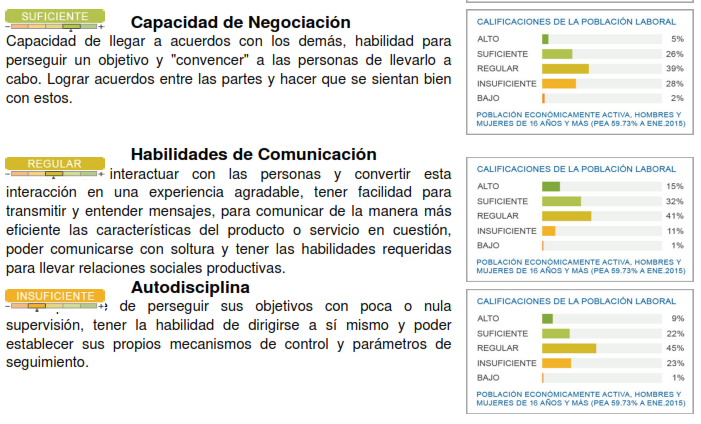 SUFICIENTE
Capacidad de Negociación
Capacidad de llegar a acuerdos con los demás, habilidad para
perseguir un objetivo y "convencer" a las personas de llevarlo a
cabo. Lograr acuerdos entre las partes y hacer que se sientan bien
con estos.
CALIFICACIONES DE LA POBLACIÓN LABORAL
ALTO 5%
SUFICIENTE 26%
REGULAR 39%
INSUFICIENTE 28%
BAJO 2%
POBLACIÓN ECONÓMICAMENTE ACTIVA, HOMBRES Y
MUJERES DE 16 AÑOS Y MÁS (PEA 59.73% A ENE.2015)
Habilidades de Comunicación
REGULAR
interactuar con las personas y convertir esta
interacción en una experiencia agradable, tener facilidad para
transmitir y entender mensajes, para comunicar de la manera más
eficiente las características del producto o servicio en cuestión,
poder comunicarse con soltura y tener las habilidades requeridas
para llevar relaciones sociales productivas.
CALIFICACIONES DE LA POBLACIÓN LABORAL
ALTO 15%
SUFICIENTE 32%
REGULAR 41%
INSUFICIENTE 11%
BAJO 1%
POBLACIÓN ECONÓMICAMENTE ACTIVA, HOMBRES Y
MUJERES DE 16 AÑOS Y MÁS (PEA 59.73% A ENE.2015)
Autodisciplina
INSUFICIENTE
de perseguir sus objetivos con poca o nula
supervisión, tener la habilidad de dirigirse a sí mismo y poder
establecer sus propios mecanismos de control y parámetros de
seguimiento.
CALIFICACIONES DE LA POBLACIÓN LABORAL
ALTO 9%
SUFICIENTE 22%
REGULAR 45%
INSUFICIENTE 23%
BAJO 1%
POBLACIÓN ECONÓMICAMENTE ACTIVA, HOMBRES Y
MUJERES DE 16 AÑOS Y MÁS (PEA 59.73% A ENE.2015)